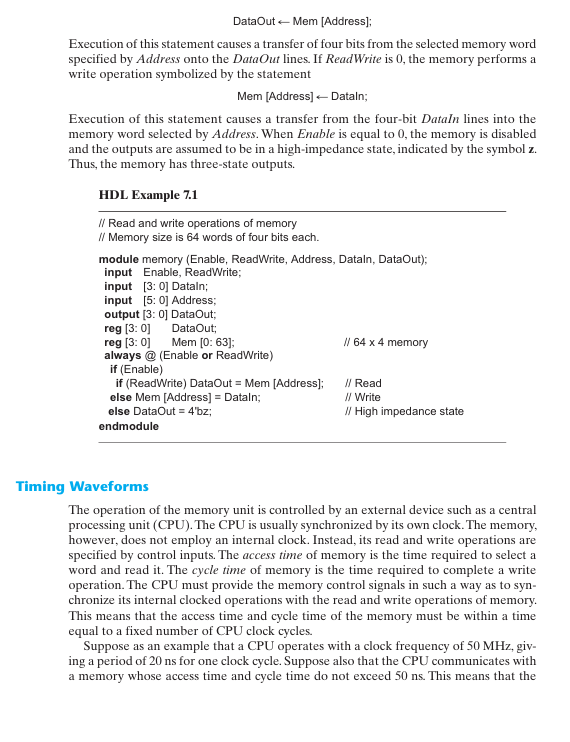 DataOut ← Mem [Address];
Execution of this statement causes a transfer of four bits from the selected memory word
specified by Address onto the DataOut lines. If ReadWrite is 0, the memory performs a
write operation symbolized by the statement
Mem [Address] ← DataIn;
Execution of this statement causes a transfer from the four-bit DataIn lines into the
memory word selected by Address. When Enable is equal to 0, the memory is disabled
and the outputs are assumed to be in a high-impedance state, indicated by the symbol z.
Thus, the memory has three-state outputs.
HDL Example 7.1
// Read and write operations of memory
// Memory size is 64 words of four bits each.
module memory (Enable, ReadWrite, Address, DataIn, DataOut);
input Enable, ReadWrite;
input [3: 0] DataIn;
input [5: 0] Address;
output [3: 0] DataOut;
reg [3: 0] DataOut;
reg [3: 0] Mem [0: 63]; // 64 x 4 memory
always @ (Enable or ReadWrite)
if (Enable)
if (ReadWrite) DataOut = Mem [Address]; // Read
else Mem [Address] = DataIn; // Write
else DataOut = 4'bz; // High impedance state
endmodule
Timing Waveforms
The operation of the memory unit is controlled by an external device such as a central
processing unit (CPU). The CPU is usually synchronized by its own clock. The memory,
however, does not employ an internal clock. Instead, its read and write operations are
specified by control inputs. The access time of memory is the time required to select a
word and read it. The cycle time of memory is the time required to complete a write
operation. The CPU must provide the memory control signals in such a way as to syn-
chronize its internal clocked operations with the read and write operations of memory.
This means that the access time and cycle time of the memory must be within a time
equal to a fixed number of CPU clock cycles.
Suppose as an example that a CPU operates with a clock frequency of 50 MHz, giv-
ing a period of 20 ns for one clock cycle. Suppose also that the CPU communicates with
a memory whose access time and cycle time do not exceed 50 ns. This means that the